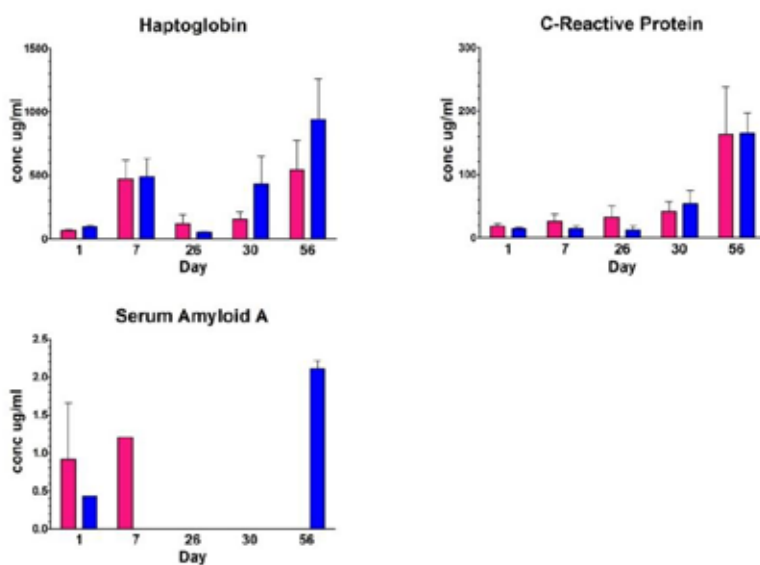 Haptoglobin
1500
1000
500
0
conc ug/ml
1 7 26 30 56
Day
C-Reactive Protein
300
200
100
0
conc ug/ml
1 7 26 30 56
Day
Serum Amyloid A
2.5
2.0
1.5
1.0
0.5
0.0
conc ug/ml
1 7 26 30 56
Day